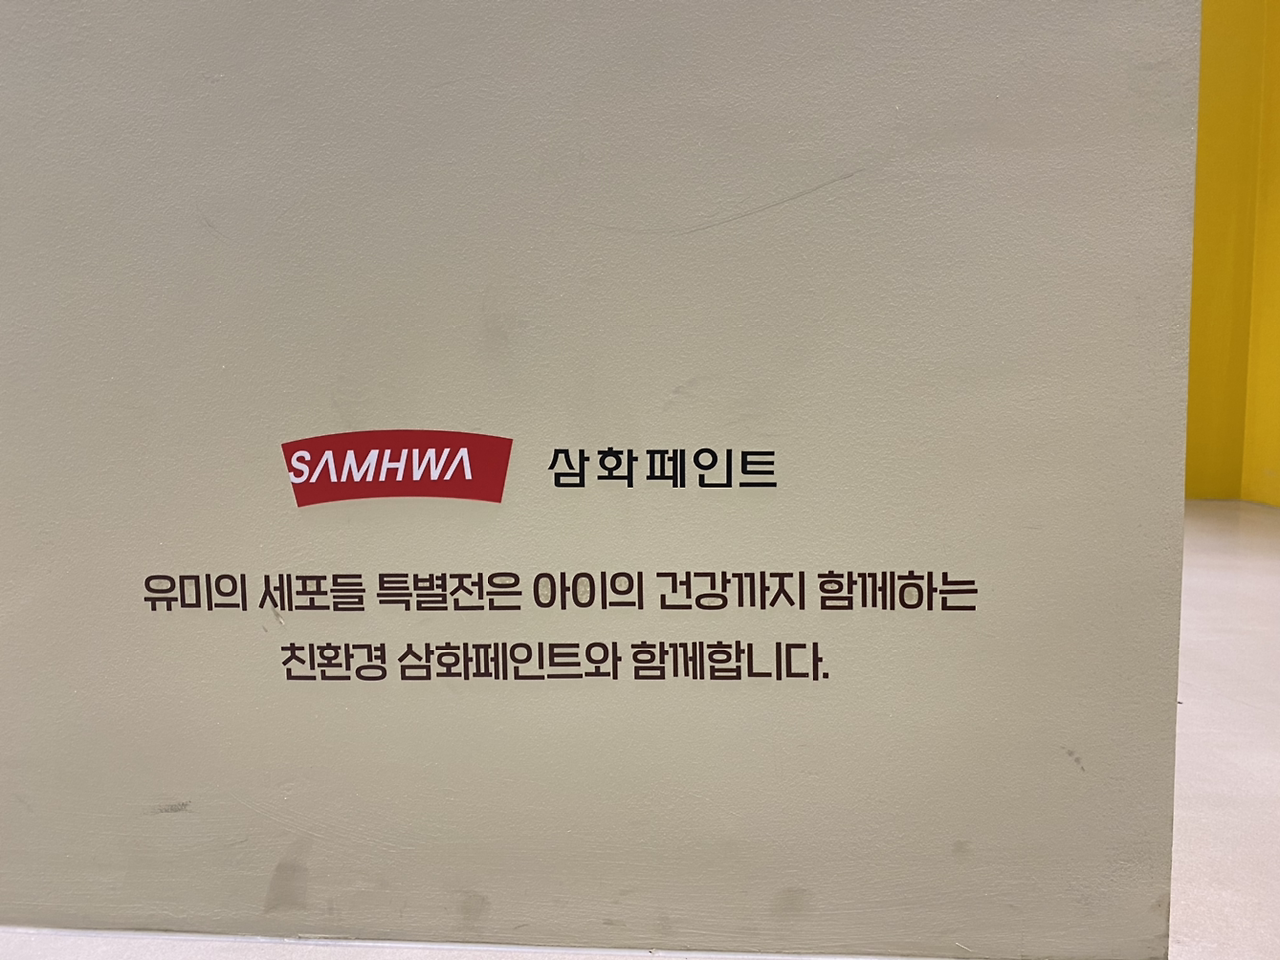 SAMHWA 삼화페인트
유미의 세포들 특별전은 아이의 건강까지 함께하는
친환경 삼화페인트와 함께합니다.